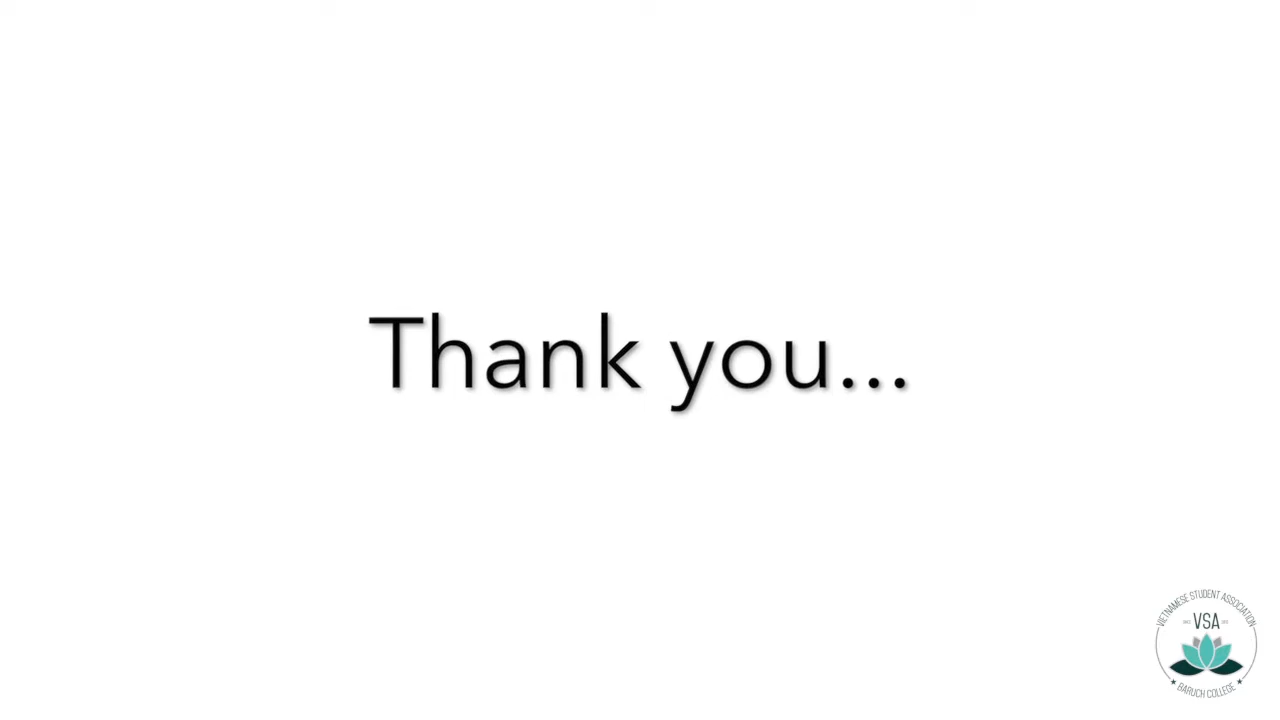 Thank you...
VIETNAMESE STUDENT ASSOCIATION
VSA
BARUCH COLLEGE